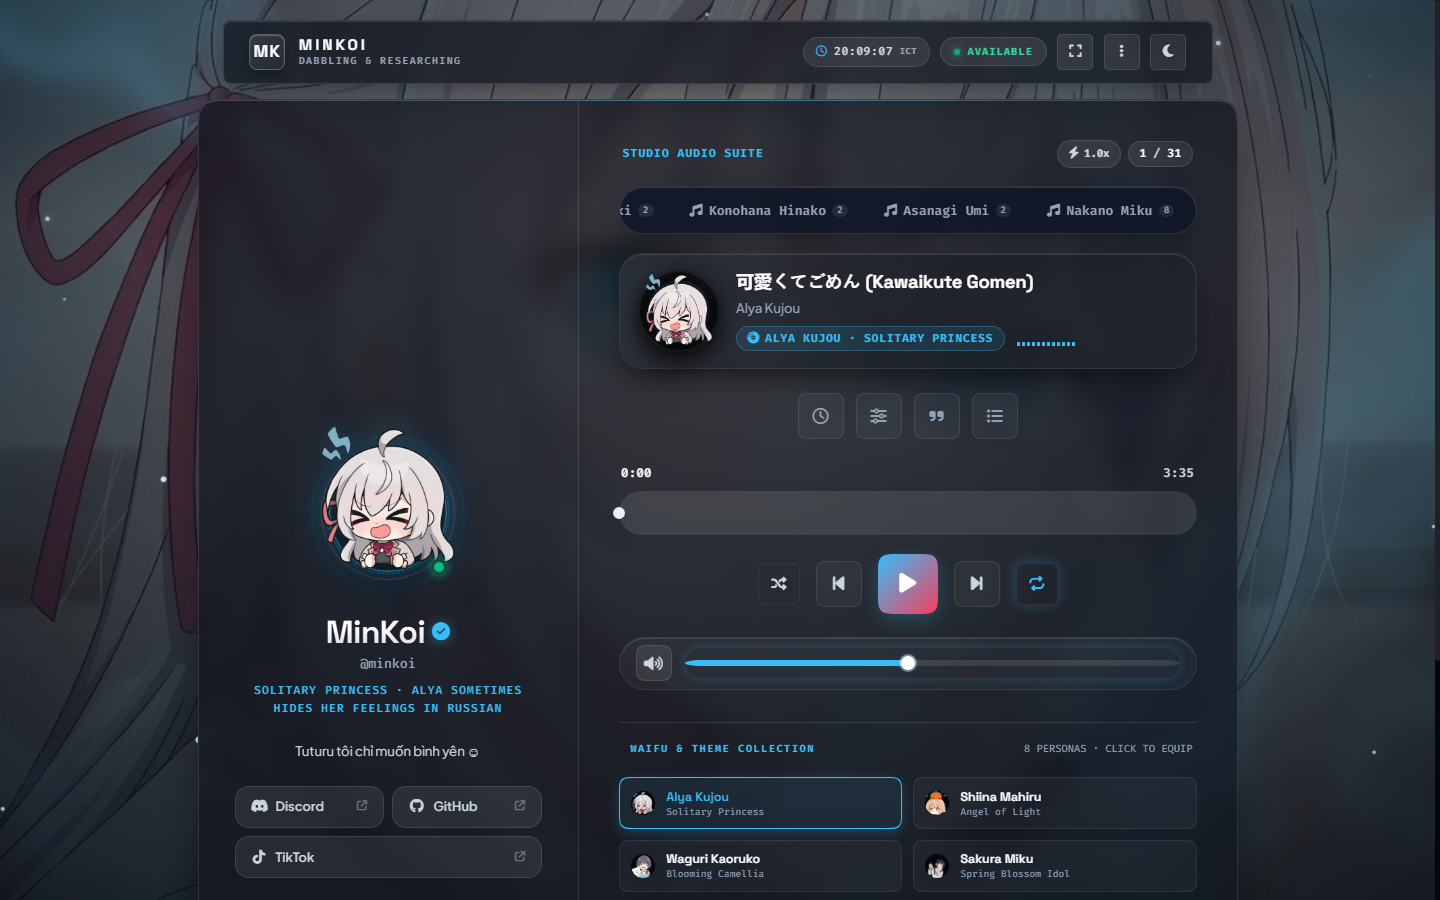 MK
MINKOI
DABBLING & RESEARCHING
20:09:07 ICT
AVAILABLE
STUDIO AUDIO SUITE
1.0x
1 / 31
ki 2
Konohana Hinako 2
Asanagi Umi 2
Nakano Miku 8
可愛くてごめん (Kawaikute Gomen)
Alya Kujou
ALYA KUJOU · SOLITARY PRINCESS
0:00
3:35
MinKoi
@minkoi
SOLITARY PRINCESS · ALYA SOMETIMES
HIDES HER FEELINGS IN RUSSIAN
Tuturu tôi chỉ muốn bình yên ☺
Discord
GitHub
TikTok
WAIFU & THEME COLLECTION
8 PERSONAS · CLICK TO EQUIP
Alya Kujou
Solitary Princess
Shiina Mahiru
Angel of Light
Waguri Kaoruko
Blooming Camellia
Sakura Miku
Spring Blossom Idol